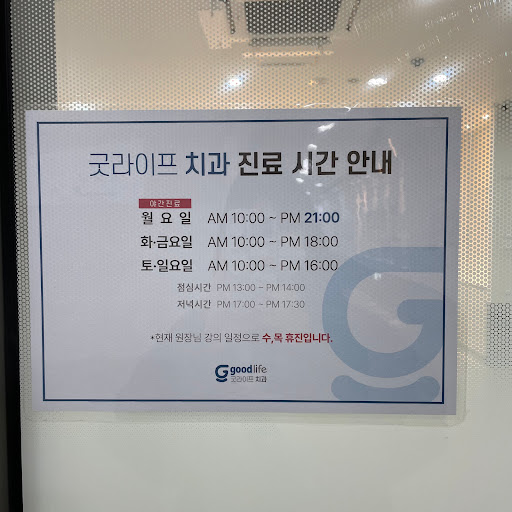 굿라이프 치과 진료 시간 안내
야간진료
월 요 일 AM 10:00 ~ PM 21:00
화·금요일 AM 10:00 ~ PM 18:00
토·일요일 AM 10:00 ~ PM 16:00
점심시간 PM 13:00 ~ PM 14:00
저녁시간 PM 17:00 ~ PM 17:30
*현재 원장님 강의 일정으로 수,목 휴진입니다.
goodlife
굿라이프 치과